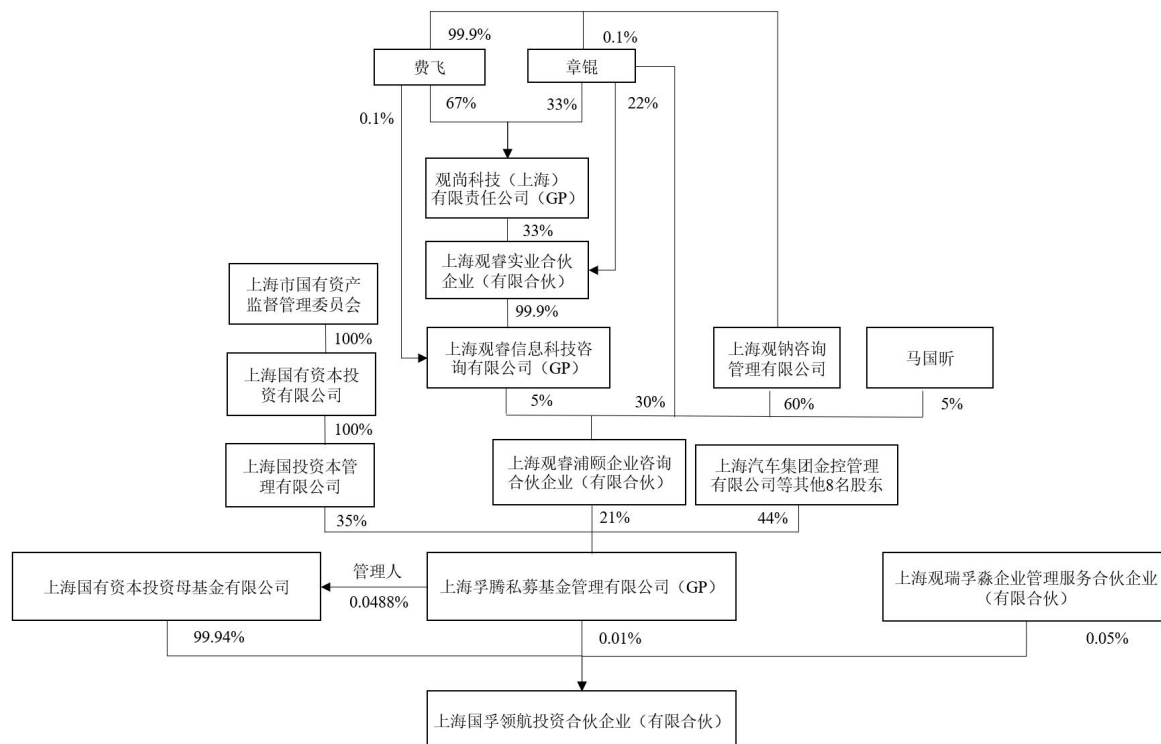 99.9%
0.1%
费飞
章锟
67%
33%
22%
0.1%
观尚科技（上海）
有限责任公司（GP）
33%
上海观睿实业合伙
企业（有限合伙）
上海市国有资产
监督管理委员会
99.9%
100%
上海国有资本投
资有限公司
上海观睿信息科技咨
询有限公司（GP）
上海观钠咨询
管理有限公司
马国昕
5%
30%
60%
5%
100%
上海国投资本管
理有限公司
上海观睿浦颐企业咨询
合伙企业（有限合伙）
上海汽车集团金控管理
有限公司等其他8名股东
35%
21%
44%
上海国有资本投资母基金有限公司
管理人
0.0488%
上海孚腾私募基金管理有限公司（GP）
上海观瑞孚淼企业管理服务合伙企业
（有限合伙）
99.94%
0.01%
0.05%
上海国孚领航投资合伙企业（有限合伙）